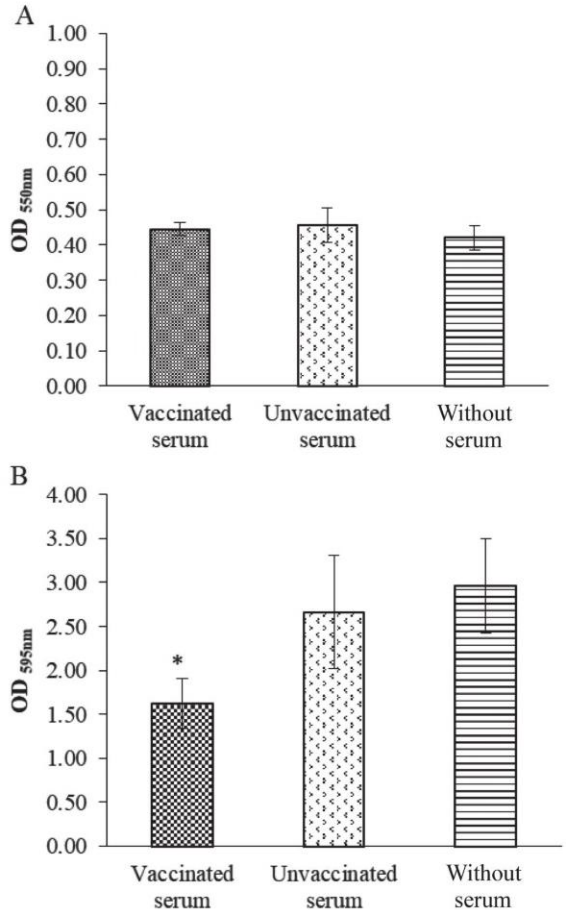 A
1.00
0.90
0.80
0.70
0.60
0.50
0.40
0.30
0.20
0.10
0.00
OD 550nm
Vaccinated Unvaccinated Without
serum serum serum
B
4.00
3.50
3.00
2.50
2.00
1.50
1.00
0.50
0.00
OD 595nm
*
Vaccinated Unvaccinated Without
serum serum serum